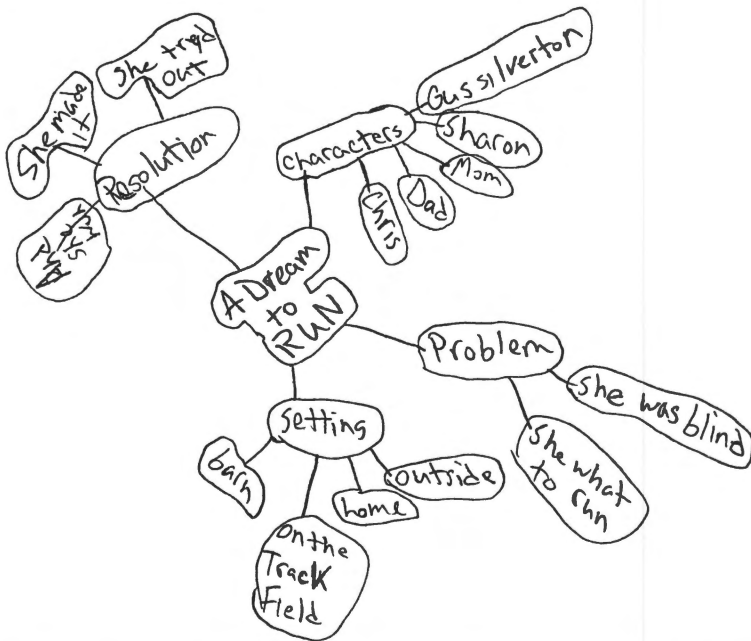 she tryd
out
She made
it
Resolution
characters
Gus silverton
Sharon
Mom
Dad
Chris
A Dream
to
RUN
Problem
she was blind
she what
to run
setting
barn
on the
Track
Field
home
outside